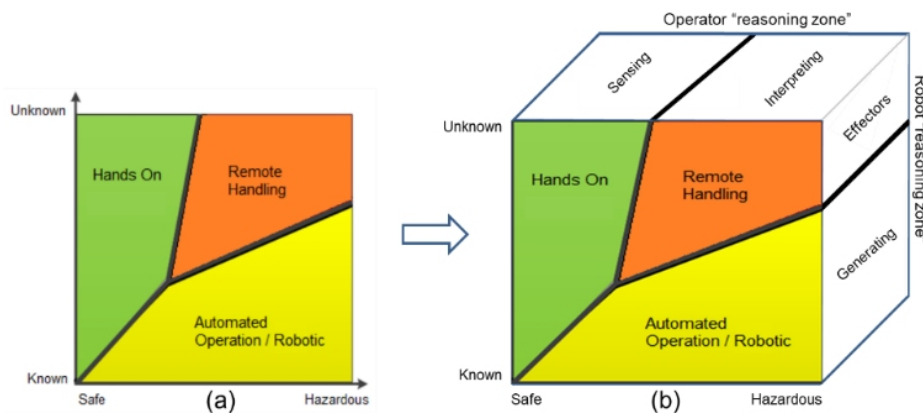 Unknown
Hands On
Remote
Handling
Automated
Operation / Robotic
Known
Safe
(a)
Hazardous
Operator “reasoning zone”
Sensing
Interpreting
Effectors
Robot “reasoning zone
Unknown
Hands On
Remote
Handling
Generating
Automated
Operation / Robotic
Known
Safe
(b)
Hazardous